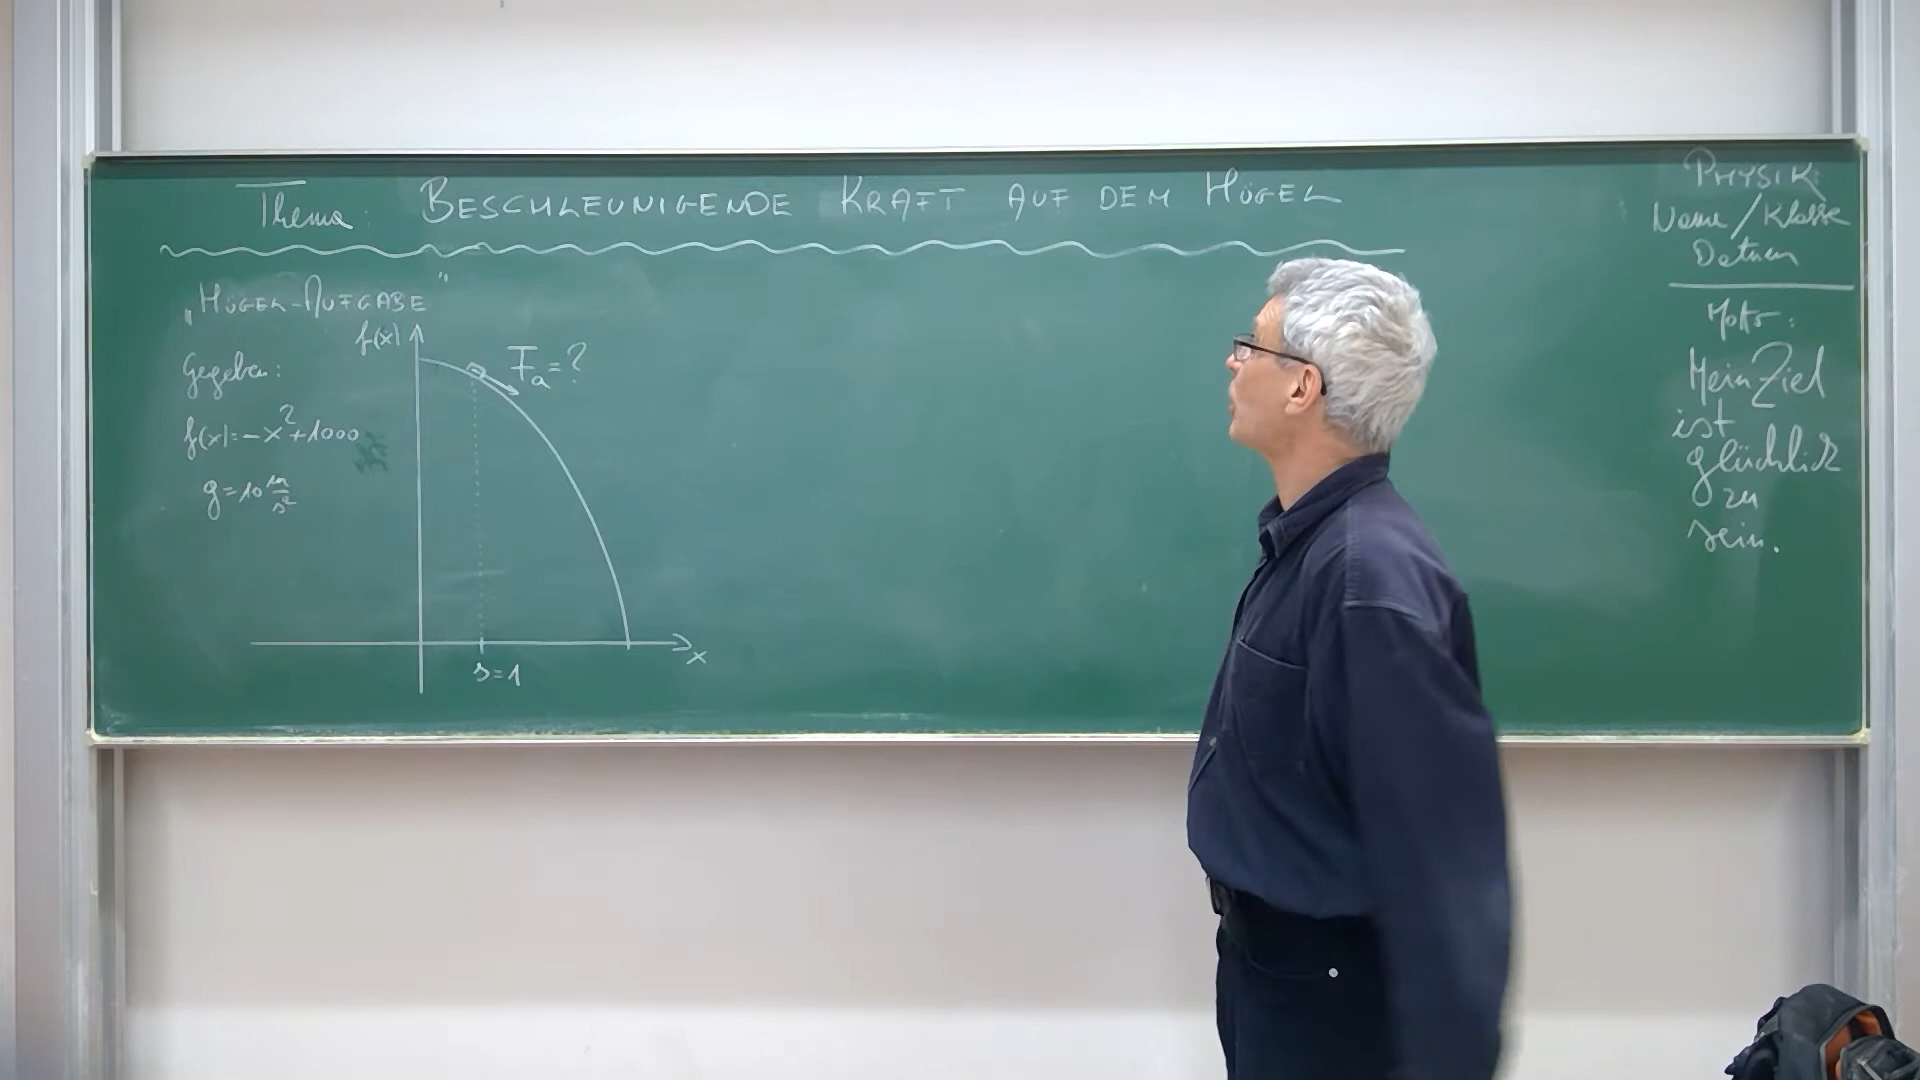 Thema: BESCHLEUNIGENDE KRAFT AUF DEM HÜGEL
„HÜGEL-AUFGABE“
f(x)
Gegeben:
F_a=?
f(x)=-x²+1000
g=10 m/s²
x
s=1
PHYSIK:
Name/Klasse
Datum
Motto:
Mein Ziel
ist
glücklich
zu
sein.